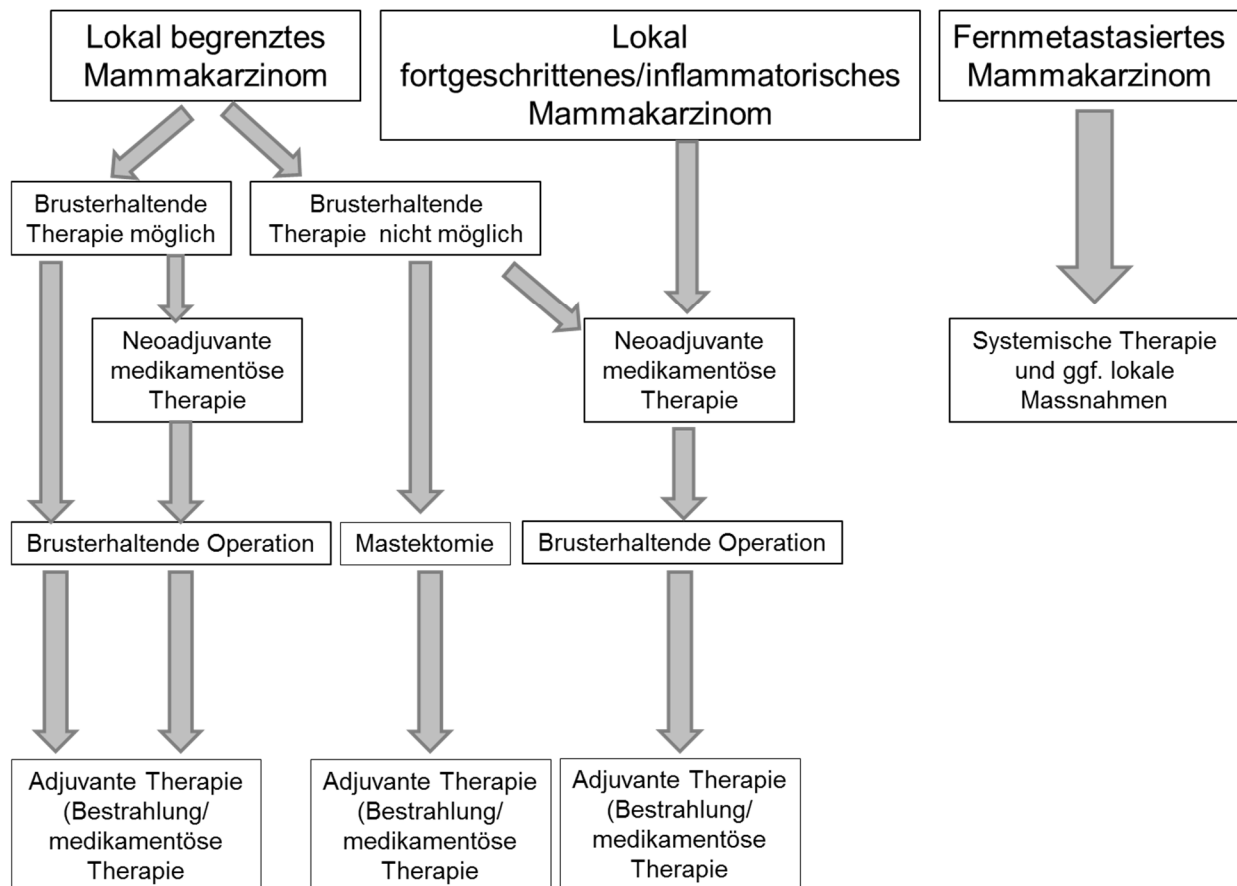 Lokal begrenztes
Mammakarzinom
Lokal
fortgeschrittenes/inflammatorisches
Mammakarzinom
Fernmetastasiertes
Mammakarzinom
Brusterhaltende
Therapie möglich
Brusterhaltende
Therapie nicht möglich
Neoadjuvante
medikamentöse
Therapie
Neoadjuvante
medikamentöse
Therapie
Systemische Therapie
und ggf. lokale
Massnahmen
Brusterhaltende Operation
Mastektomie
Brusterhaltende Operation
Adjuvante Therapie
(Bestrahlung/
medikamentöse
Therapie
Adjuvante Therapie
(Bestrahlung/
medikamentöse
Therapie
Adjuvante Therapie
(Bestrahlung/
medikamentöse
Therapie